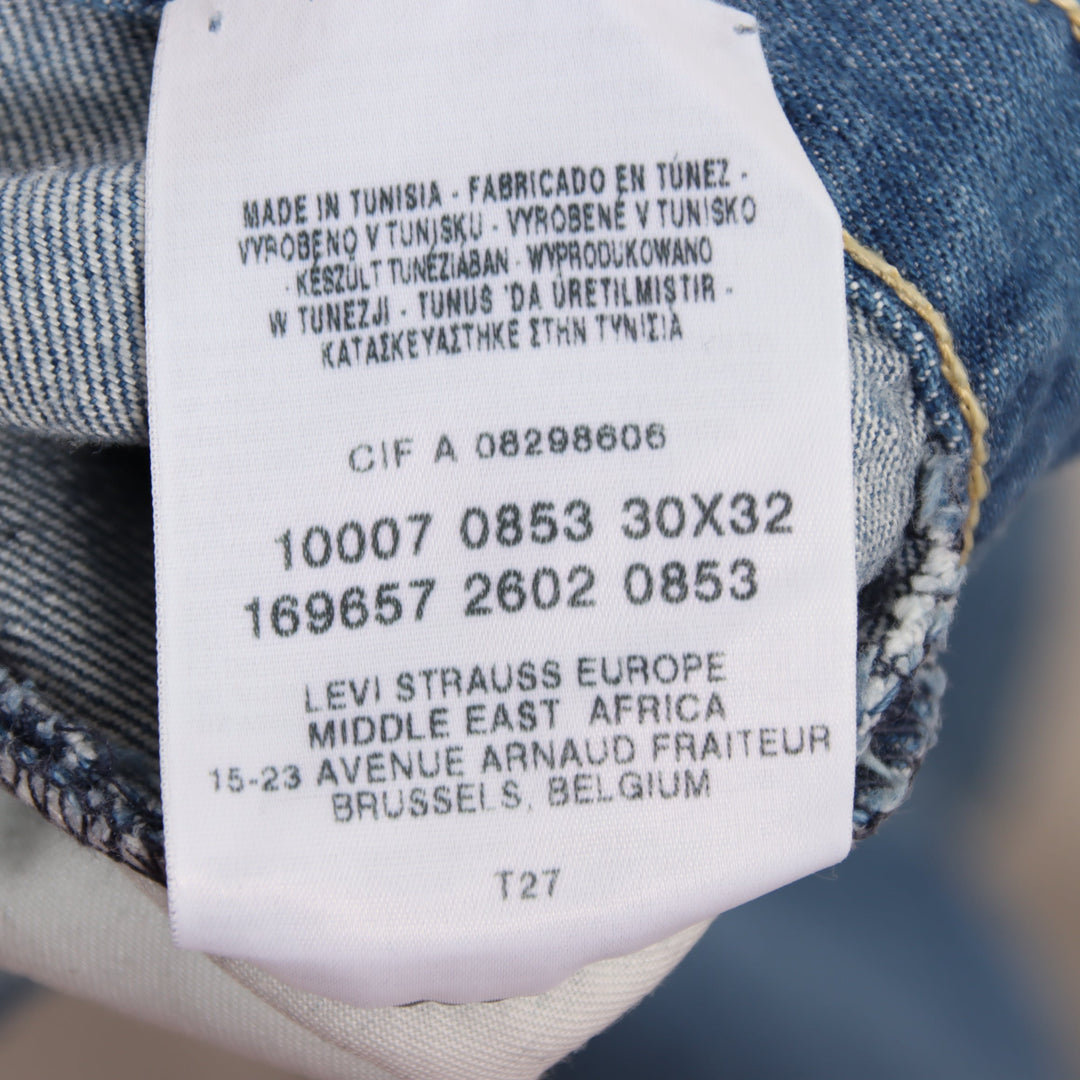 MADE IN TUNISIA - FABRICADO EN TÚNEZ -
VYROBENO V TUNISKU - VYROBENÉ V TUNISKO
- KÉSZÜLT TUNÉZIÁBAN - WYPRODUKOWANO
W TUNEZJI - TUNUS 'DA ÜRETILMIŞTIR -
ΚΑΤΑΣΚΕΥΑΣΤΗΚΕ ΣΤΗΝ ΤΥΝΙΣΙΑ
CIF A 08298606
10007 0853 30X32
169657 2602 0853
LEVI STRAUSS EUROPE
MIDDLE EAST AFRICA
15-23 AVENUE ARNAUD FRAITEUR
BRUSSELS, BELGIUM
T27